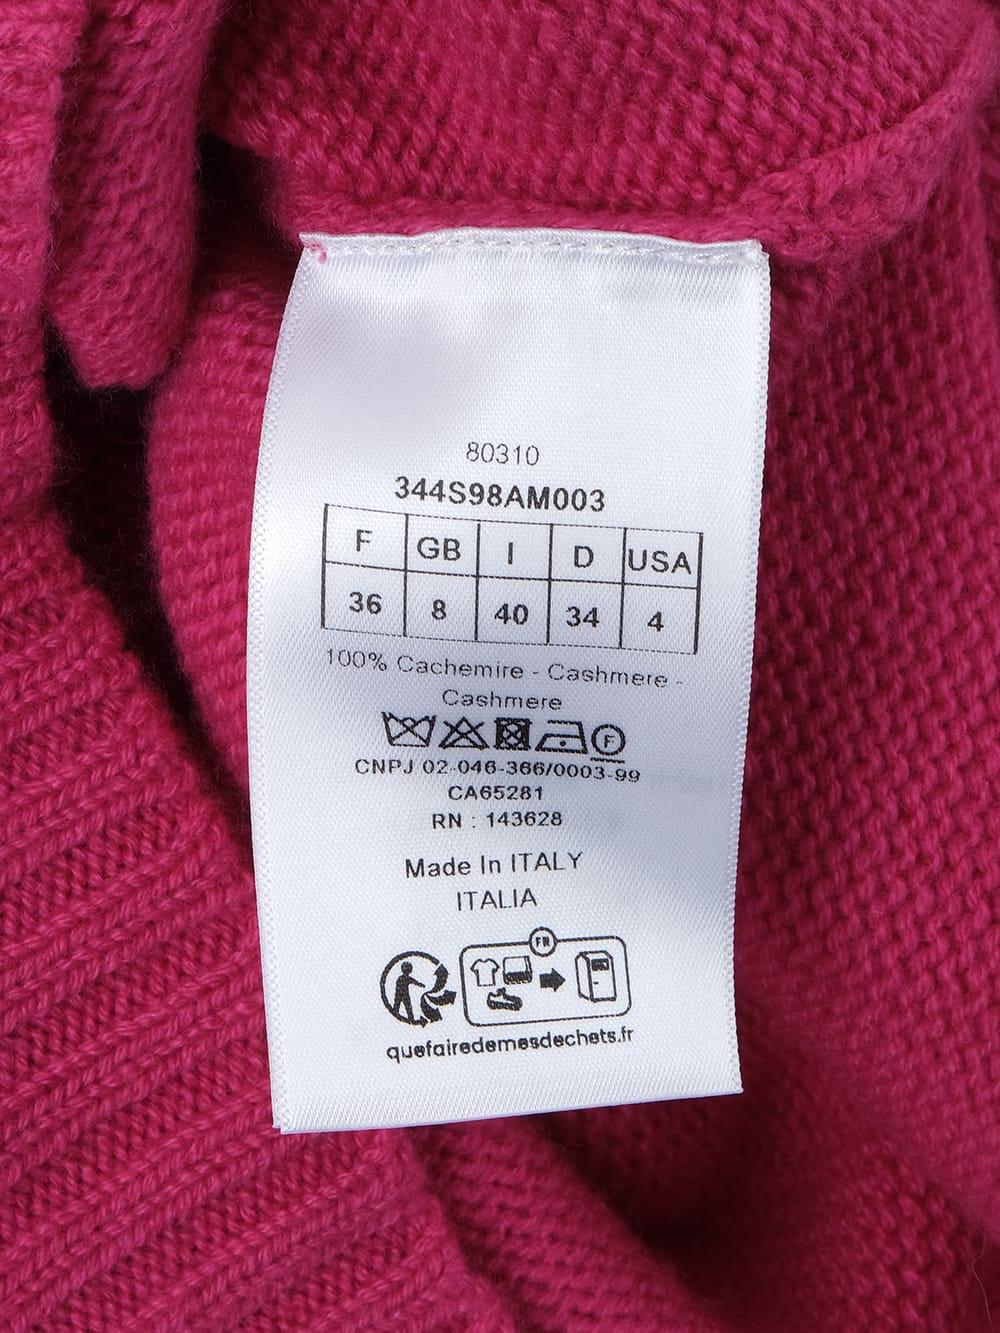 80310
344S98AM003
F GB I D USA
36 8 40 34 4
100% Cachemire - Cashmere -
Cashmere
F
CNPJ 02-046-366/0003-99
CA65281
RN : 143628
Made In ITALY
ITALIA
FR
quefairedemesdechets.fr